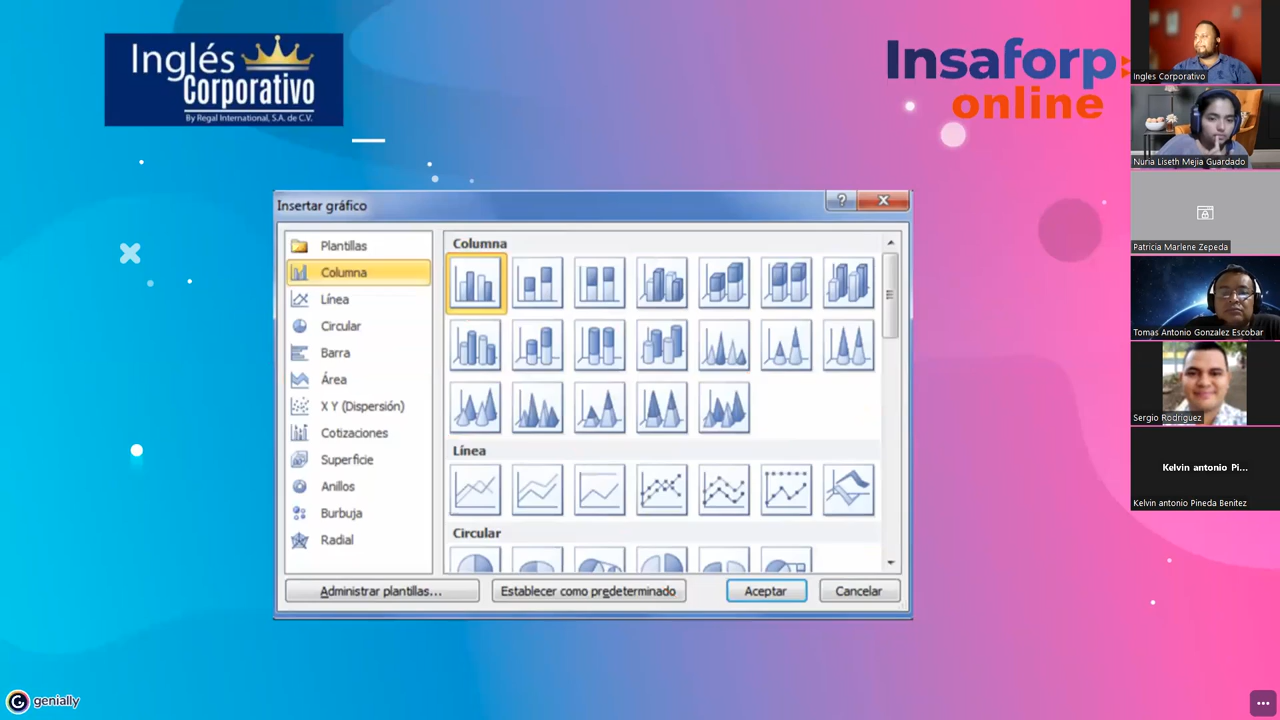 Inglés
Corporativo
By Regal International, S.A. de C.V.
Insaforp
online
Insertar gráfico
Plantillas
Columna
Línea
Circular
Barra
Área
X Y (Dispersión)
Cotizaciones
Superficie
Anillos
Burbuja
Radial
Columna
Línea
Circular
Administrar plantillas...
Establecer como predeterminado
Aceptar
Cancelar
genially
Ingles Corporativo
Nuria Liseth Mejia Guardado
Patricia Marlene Zepeda
Tomas Antonio Gonzalez Escobar
Sergio Rodriguez
Kelvin antonio Pi...
Kelvin antonio Pineda Benitez